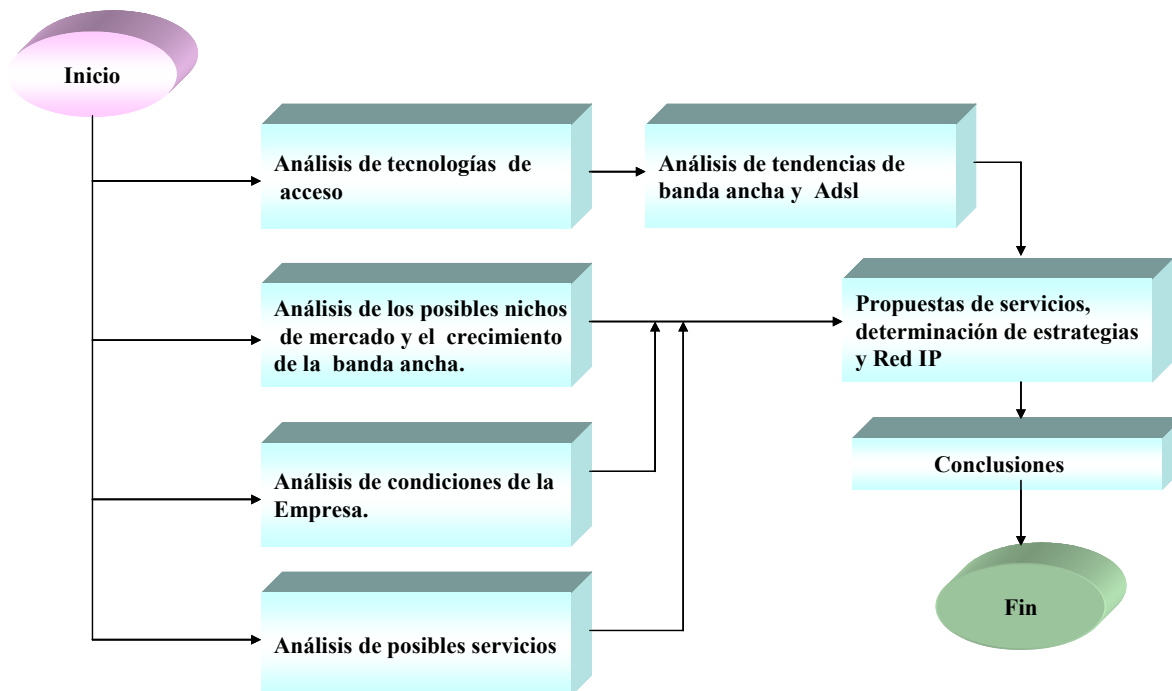 Inicio
Análisis de tecnologías de
acceso
Análisis de tendencias de
banda ancha y Adsl
Análisis de los posibles nichos
de mercado y el crecimiento
de la banda ancha.
Propuestas de servicios,
determinación de estrategias
y Red IP
Análisis de condiciones de la
Empresa.
Conclusiones
Análisis de posibles servicios
Fin